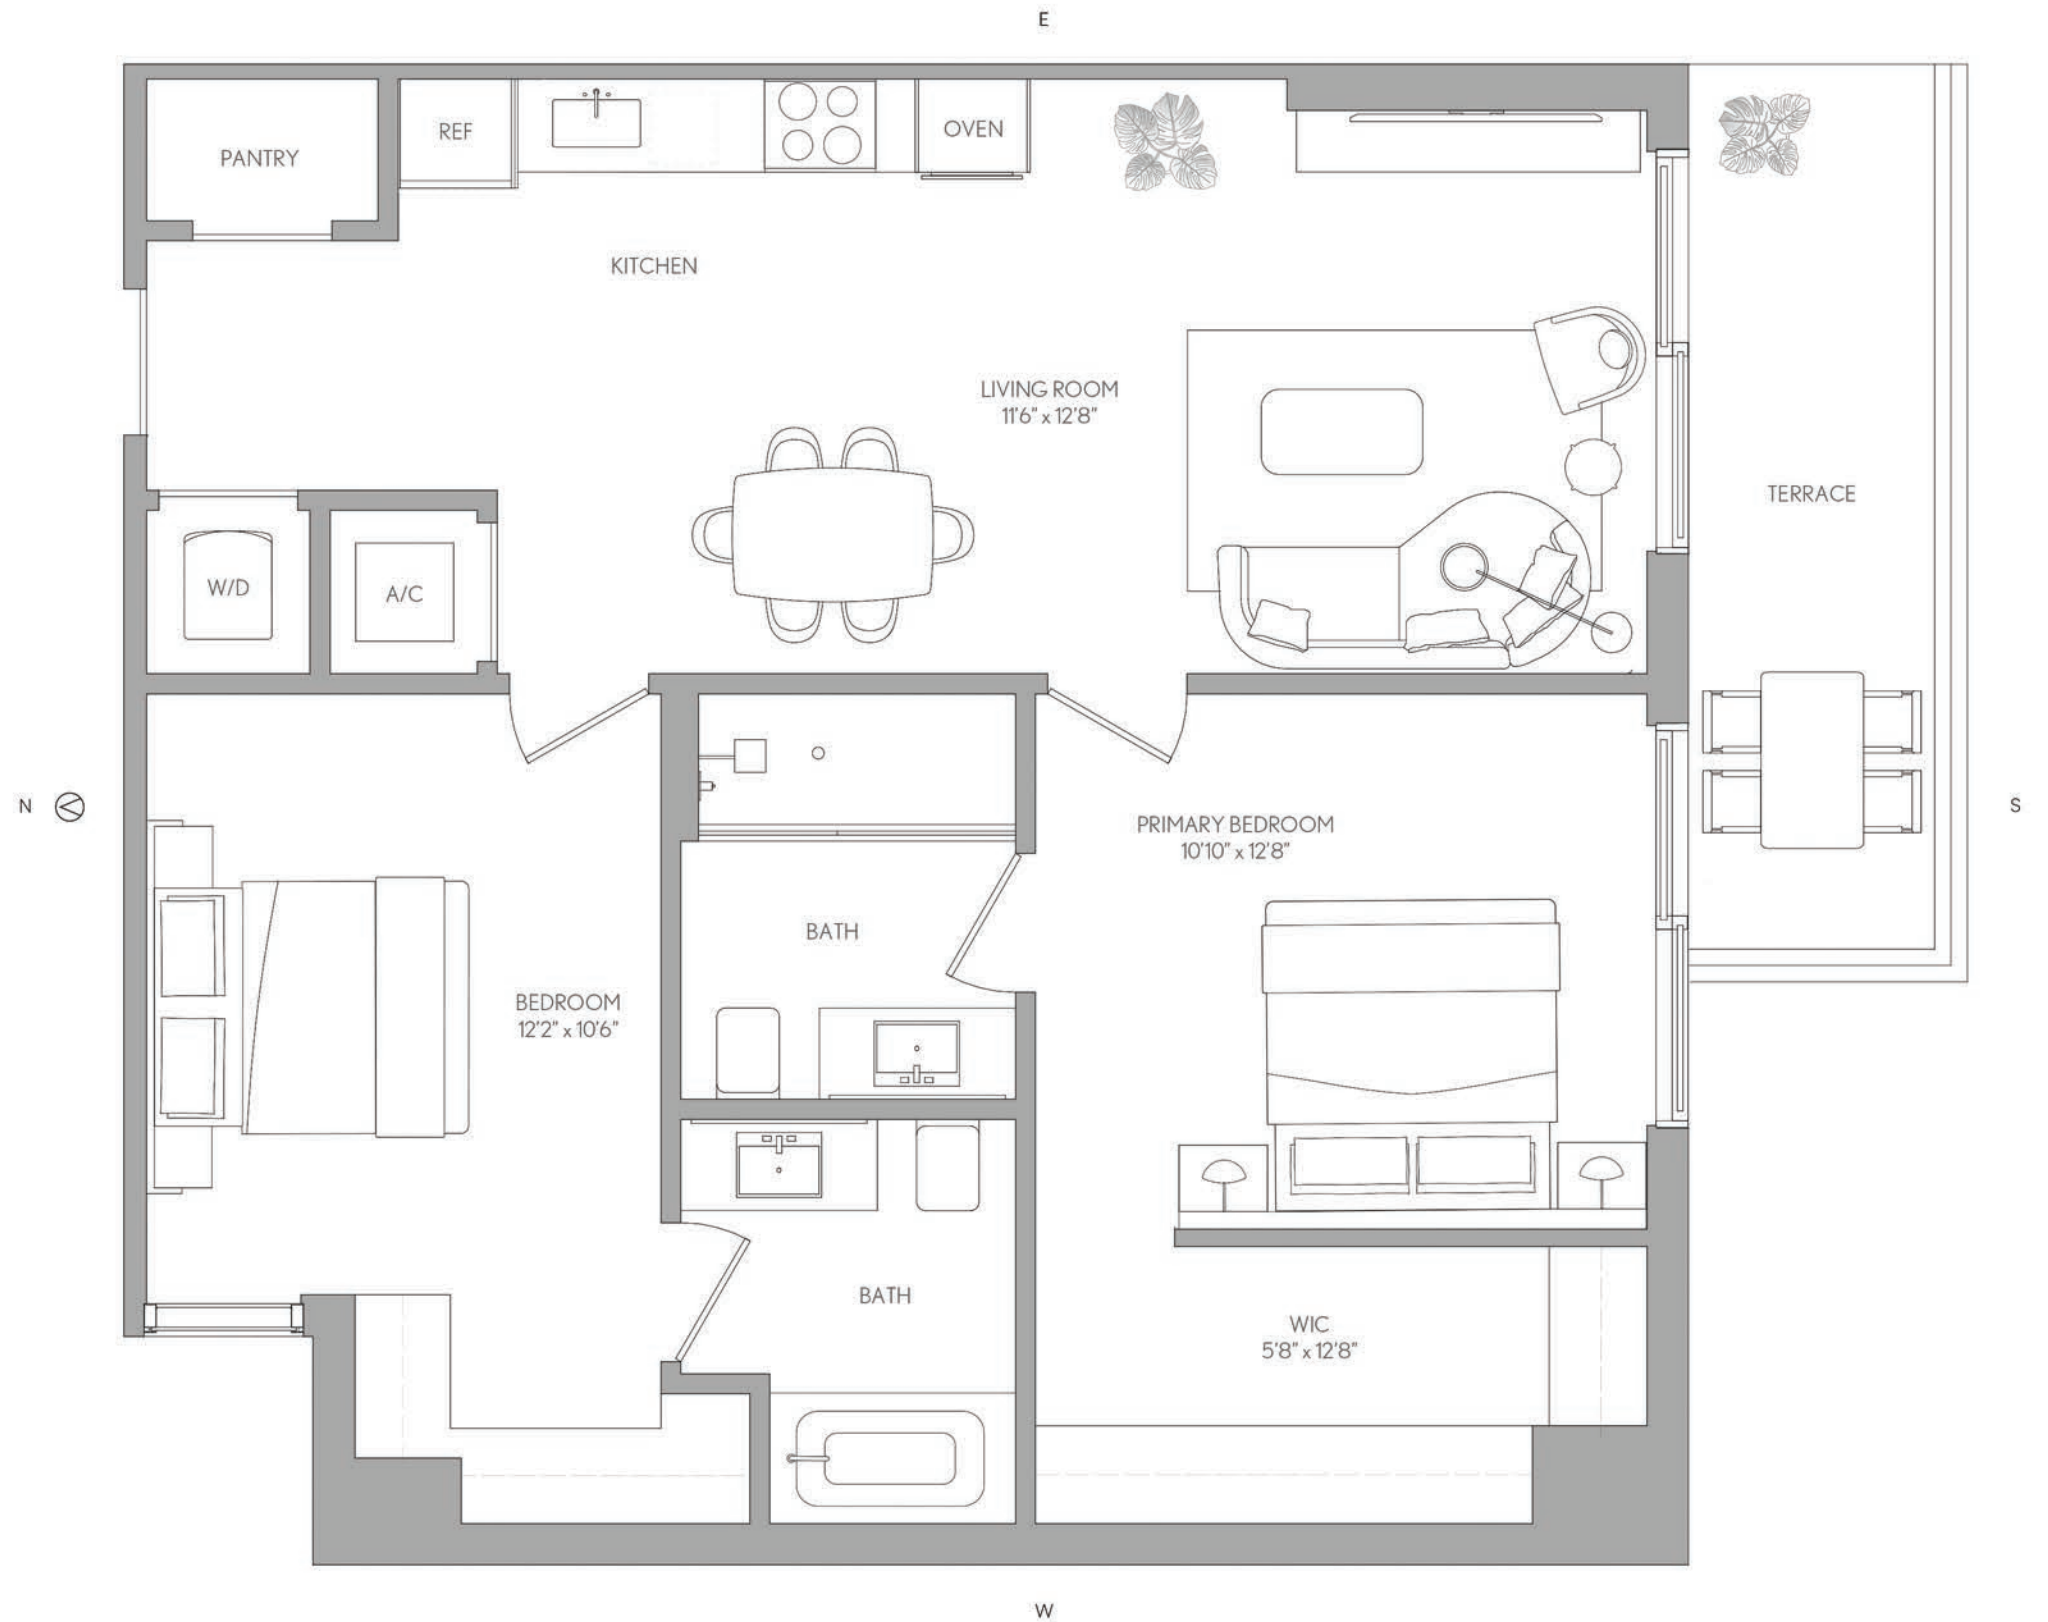 E
PANTRY
REF
OVEN
KITCHEN
LIVING ROOM
11'6" x 12'8"
TERRACE
W/D
A/C
N
S
PRIMARY BEDROOM
10'10" x 12'8"
BATH
BEDROOM
12'2" x 10'6"
BATH
WIC
5'8" x 12'8"
W